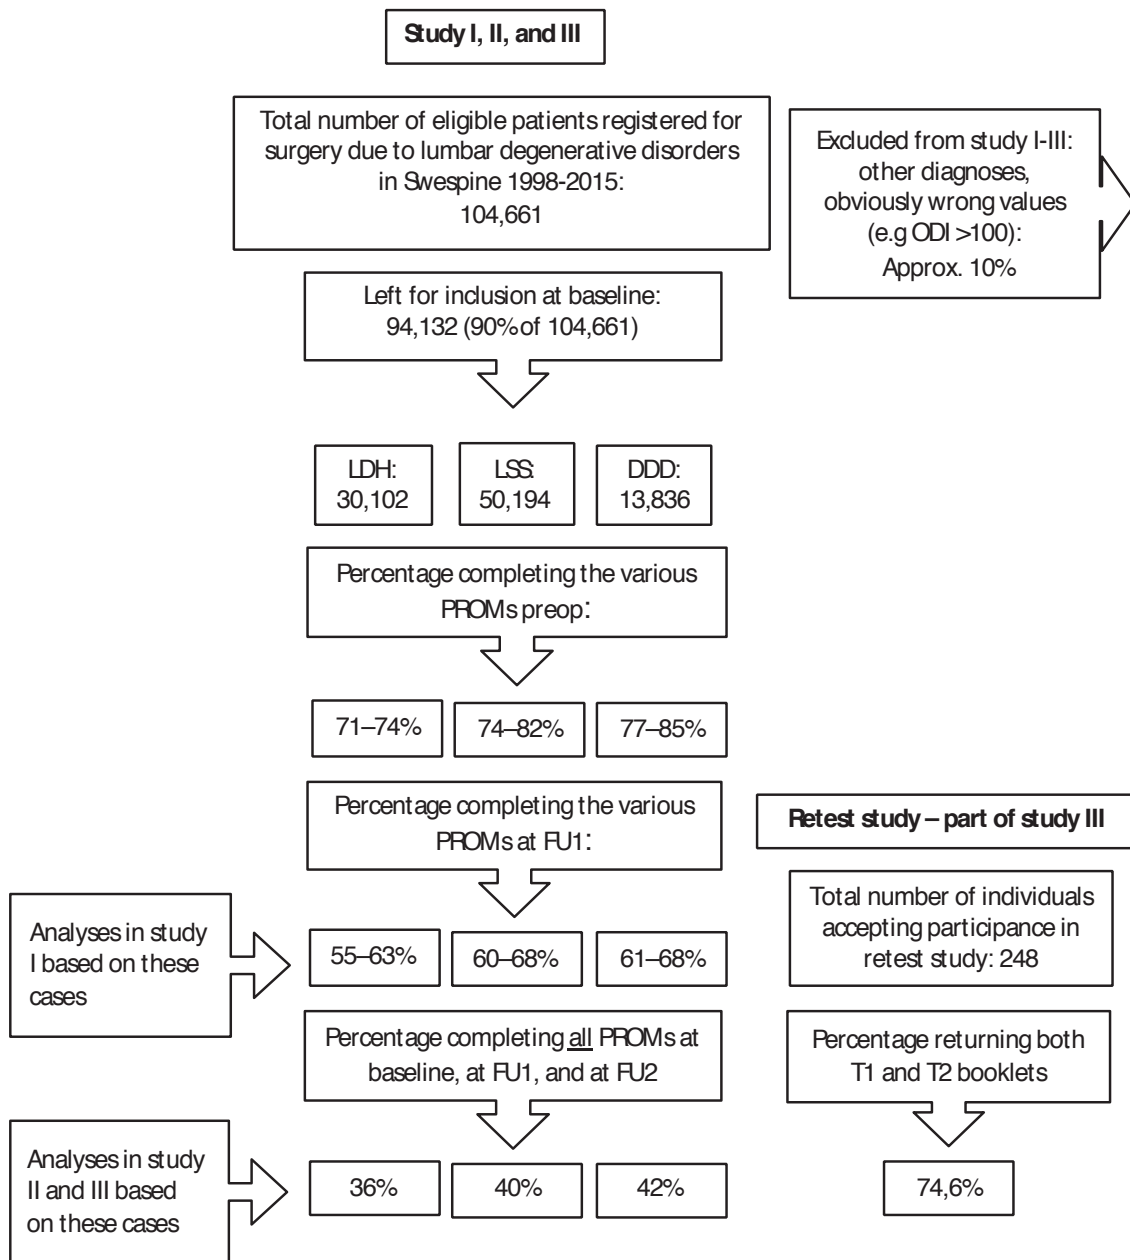 Study I, II, and III
Total number of eligible patients registered for
surgery due to lumbar degenerative disorders
in Swespine 1998-2015:
104,661
Excluded from study I-III:
other diagnoses,
obviously wrong values
(e.g ODI >100):
Approx. 10%
Left for inclusion at baseline:
94,132 (90% of 104,661)
LDH:
30,102
LSS:
50,194
DDD:
13,836
Percentage completing the various
PROMs preop:
71–74%
74–82%
77–85%
Percentage completing the various
PROMs at FU1:
Analyses in study
I based on these
cases
55–63%
60–68%
61–68%
Percentage completing all PROMs at
baseline, at FU1, and at FU2
Analyses in study
II and III based
on these cases
36%
40%
42%
Retest study – part of study III
Total number of individuals
accepting participance in
retest study: 248
Percentage returning both
T1 and T2 booklets
74,6%